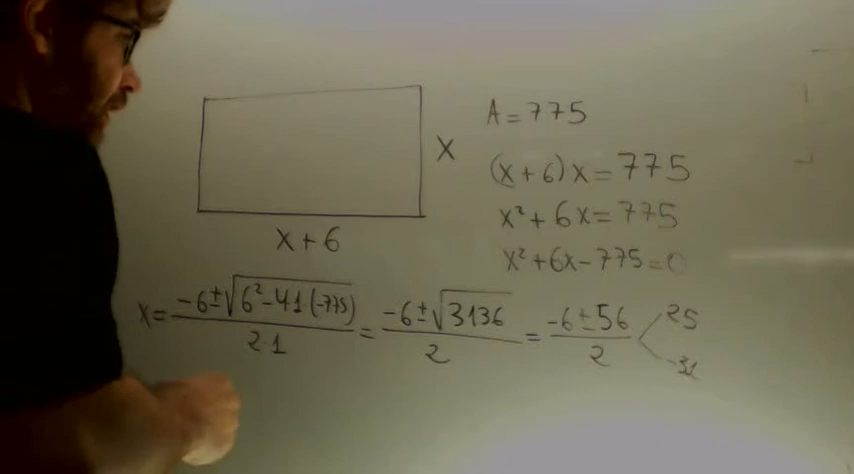 A = 775
x
(x + 6) x = 775
x² + 6x = 775
x + 6
x² + 6x - 775 = 0
x = (-6 ± √(6² - 4·1·(-775))) / (2·1) = (-6 ± √3136) / 2 = (-6 ± 56) / 2 < 25
-31